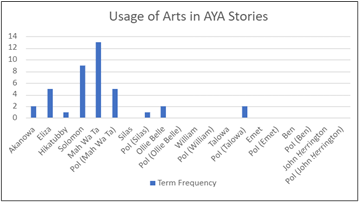 Usage of Arts in AYA Stories
14
12
10
8
6
4
2
0
Akanowa
Eliza
Hikatubby
Solomon
Mah Wa Ta
Pol (Mah Wa Ta)
Silas
Pol (Silas)
Ollie Belle
Pol (Ollie Belle)
William
Pol (William)
Talowa
Pol (Talowa)
Emet
Pol (Emet)
Ben
Pol (Ben)
John Herrington
Pol (John Herrington)
Term Frequency